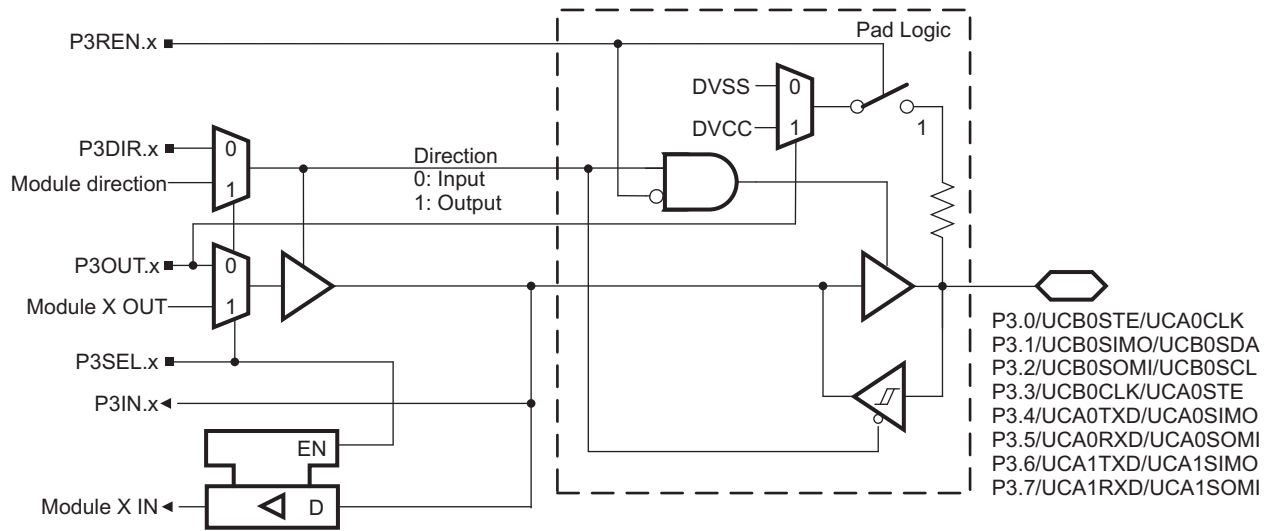 P3REN.x
Pad Logic
DVSS
0
DVCC
1
1
P3DIR.x
0
Module direction
1
Direction
0: Input
1: Output
P3OUT.x
0
Module X OUT
1
P3SEL.x
P3IN.x
EN
Module X IN
D
P3.0/UCB0STE/UCA0CLK
P3.1/UCB0SIMO/UCB0SDA
P3.2/UCB0SOMI/UCB0SCL
P3.3/UCB0CLK/UCA0STE
P3.4/UCA0TXD/UCA0SIMO
P3.5/UCA0RXD/UCA0SOMI
P3.6/UCA1TXD/UCA1SIMO
P3.7/UCA1RXD/UCA1SOMI